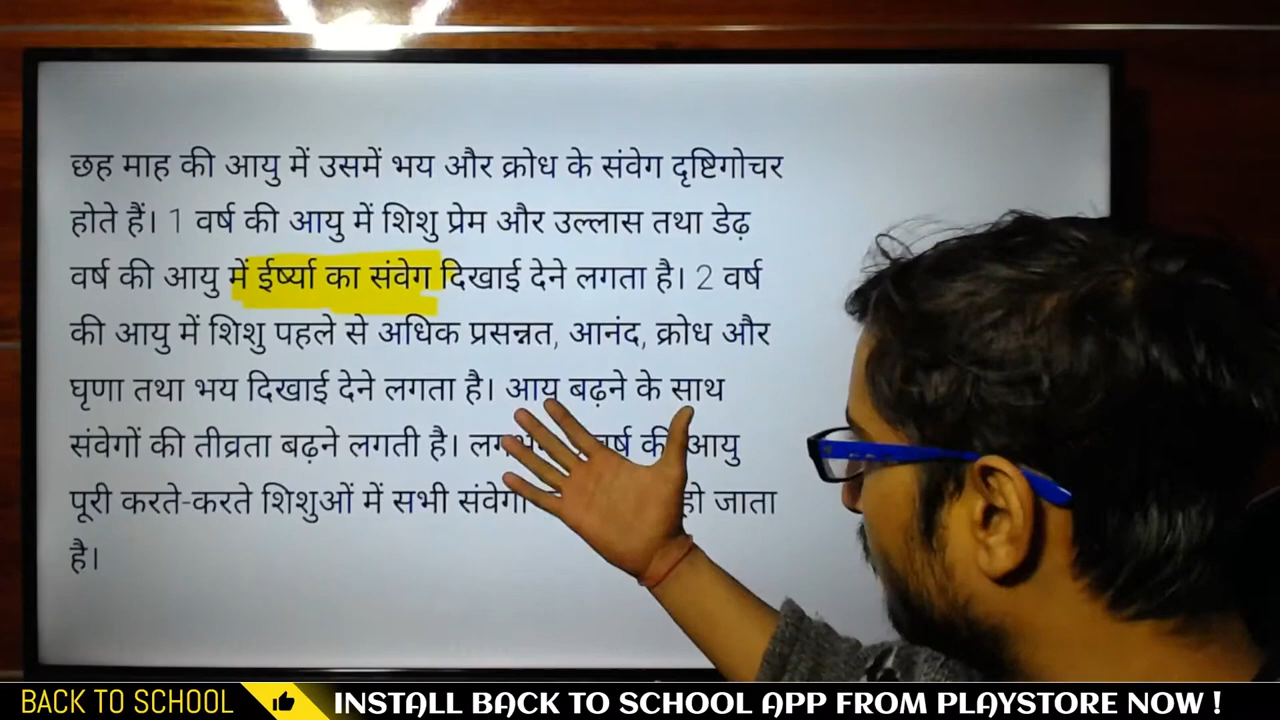 छह माह की आयु में उसमें भय और क्रोध के संवेग दृष्टिगोचर
होते हैं। 1 वर्ष की आयु में शिशु प्रेम और उल्लास तथा डेढ़
वर्ष की आयु में ईर्ष्या का संवेग दिखाई देने लगता है। 2 वर्ष
की आयु में शिशु पहले से अधिक प्रसन्नत, आनंद, क्रोध और
घृणा तथा भय दिखाई देने लगता है। आयु बढ़ने के साथ
संवेगों की तीव्रता बढ़ने लगती है। की आयु
पूरी करते-करते शिशुओं में सभी हो जाता
है।
BACK TO SCHOOL INSTALL BACK TO SCHOOL APP FROM PLAYSTORE NOW !